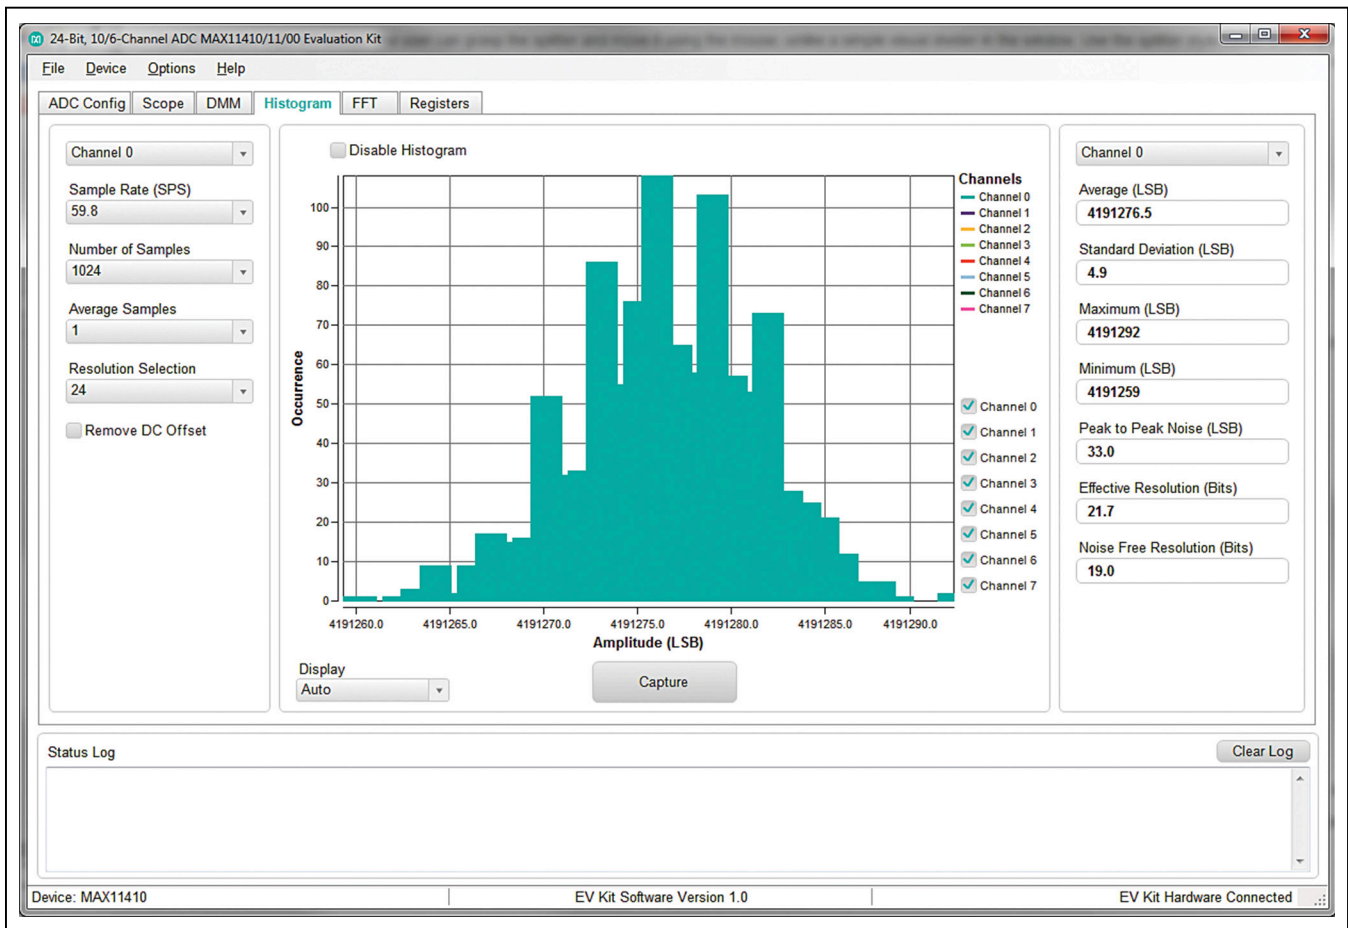 24-Bit, 10/6-Channel ADC MAX11410/11/00 Evaluation Kit
File Device Options Help
ADC Config Scope DMM Histogram FFT Registers
Channel 0
Sample Rate (SPS)
59.8
Number of Samples
1024
Average Samples
1
Resolution Selection
24
Remove DC Offset
Disable Histogram
Occurrence
100
90
80
70
60
50
40
30
20
10
0
4191260.0 4191265.0 4191270.0 4191275.0 4191280.0 4191285.0 4191290.0
Amplitude (LSB)
Channels
Channel 0
Channel 1
Channel 2
Channel 3
Channel 4
Channel 5
Channel 6
Channel 7
Channel 0
Channel 1
Channel 2
Channel 3
Channel 4
Channel 5
Channel 6
Channel 7
Display
Auto
Capture
Channel 0
Average (LSB)
4191276.5
Standard Deviation (LSB)
4.9
Maximum (LSB)
4191292
Minimum (LSB)
4191259
Peak to Peak Noise (LSB)
33.0
Effective Resolution (Bits)
21.7
Noise Free Resolution (Bits)
19.0
Status Log
Clear Log
Device: MAX11410
EV Kit Software Version 1.0
EV Kit Hardware Connected